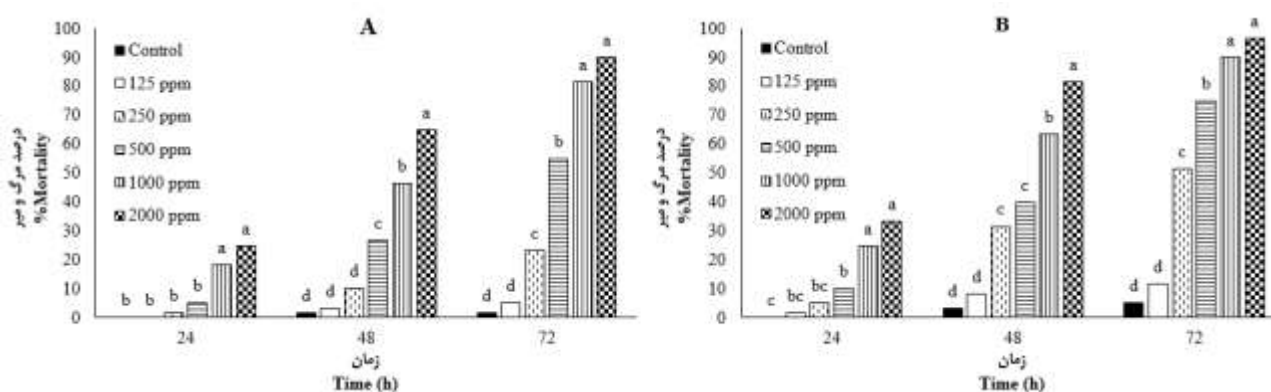 A
100
90
80
70
60
50
40
30
20
10
0
درصد مرگ و میر
%Mortality
Control
125 ppm
250 ppm
500 ppm
1000 ppm
2000 ppm
b b b b a a
d d d c b a
d d c b a a
24 48 72
زمان
Time (h)
B
100
90
80
70
60
50
40
30
20
10
0
درصد مرگ و میر
%Mortality
Control
125 ppm
250 ppm
500 ppm
1000 ppm
2000 ppm
c bc bc b a a
d d c c b a
d d c b a a
24 48 72
زمان
Time (h)